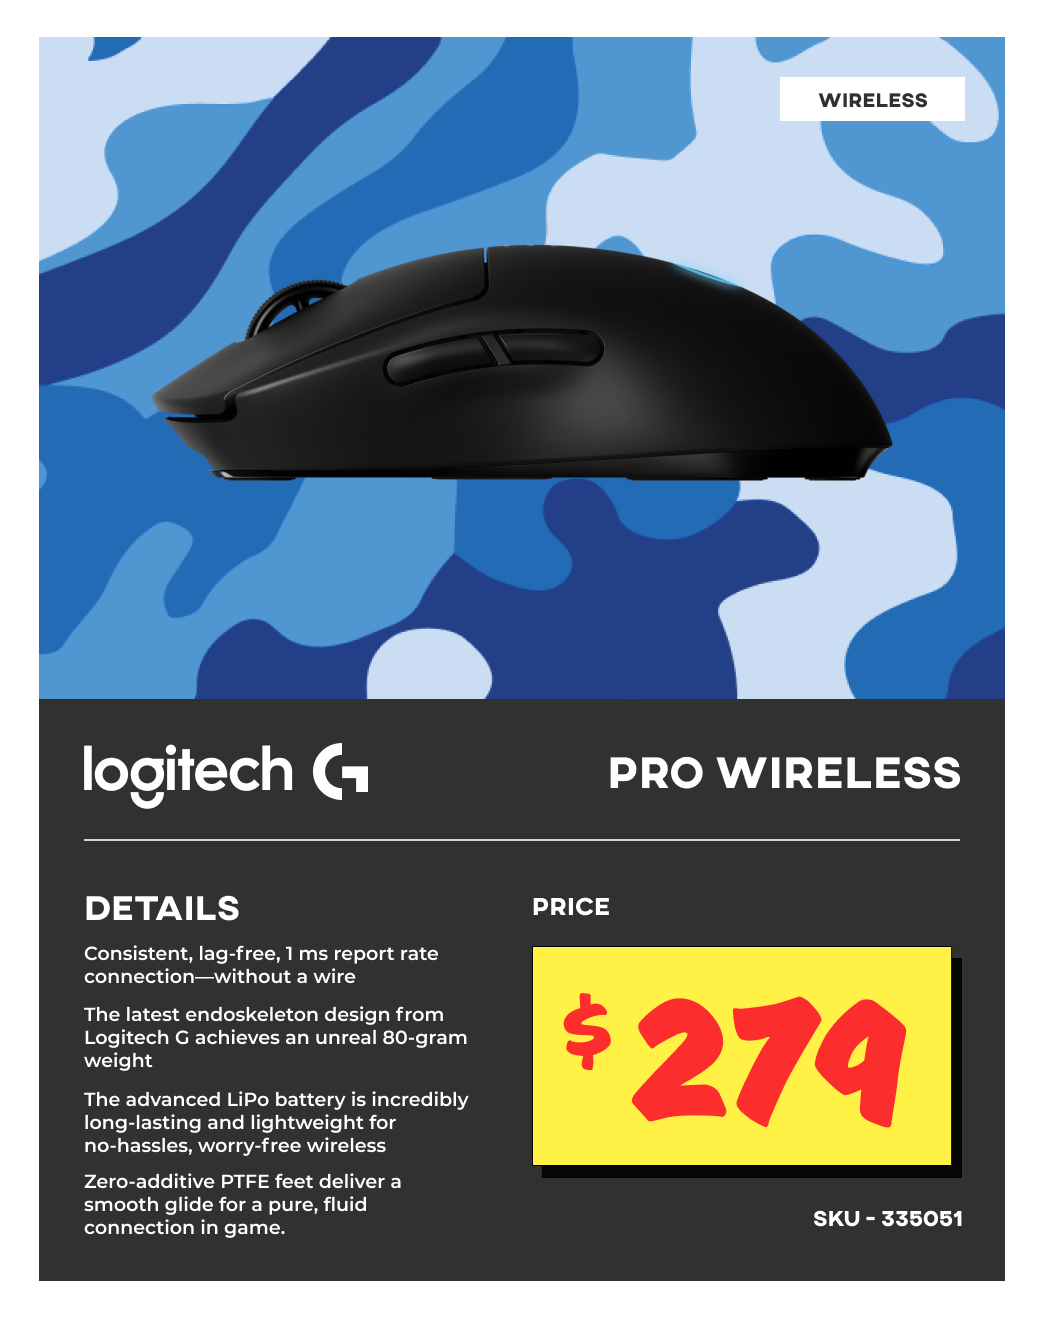 WIRELESS
logitech G
PRO WIRELESS
DETAILS
Consistent, lag-free, 1 ms report rate
connection—without a wire
The latest endoskeleton design from
Logitech G achieves an unreal 80-gram
weight
The advanced LiPo battery is incredibly
long-lasting and lightweight for
no-hassles, worry-free wireless
Zero-additive PTFE feet deliver a
smooth glide for a pure, fluid
connection in game.
PRICE
$279
SKU - 335051